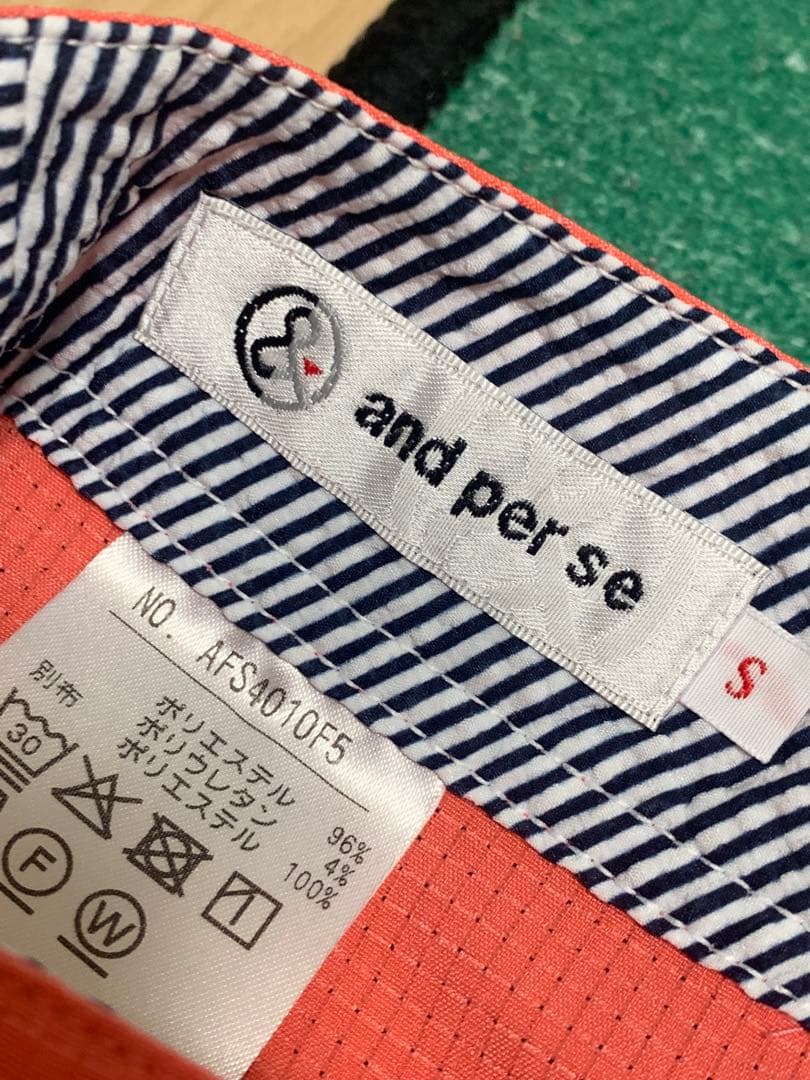 and per se
S
NO. AFS4010F5
ポリエステル 96%
ポリウレタン 4%
別布 ポリエステル 100%
30
F
W